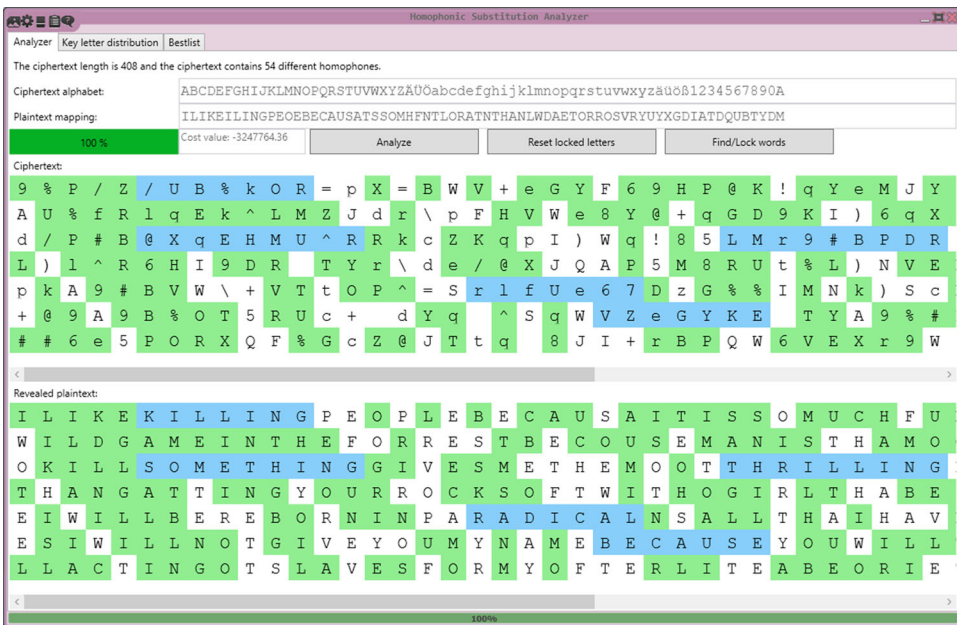 Homophonic Substitution Analyzer
Analyzer Key letter distribution Bestlist
The ciphertext length is 408 and the ciphertext contains 54 different homophones.
Ciphertext alphabet: ABCDEFGHIJKLMNOPQRSTUVWXYZÄÜÖabcdefghijklmnopqrstuvwxyzäüöß1234567890A
Plaintext mapping: ILIKEILINGPEOEBECAUSATSSOMHFNTLORATNTHANLWDAETORROSVRYUYXGDIATDQUBTYDM
100 % Cost value: -3247764.36 Analyze Reset locked letters Find/Lock words
Ciphertext:
9 % P / Z / U B % k O R = p X = B W V + e G Y F 6 9 H P @ K ! q Y e M J Y
A U % f R l q E k ^ L M Z J d r \ p F H V W e 8 Y @ + q G D 9 K I ) 6 q X
d / P # B @ X q E H M U ^ R R k c Z K q p I ) W q ! 8 5 L M r 9 # B P D R
L ) l ^ R 6 H I 9 D R T Y r \ d e / @ X J Q A P 5 M 8 R U t % L ) N V E
p k A 9 # B V W \ + V T t O P ^ = S r l f U e 6 7 D z G % % I M N k ) S c
+ @ 9 A 9 B % O T 5 R U c + d Y q ^ S q W V Z e G Y K E T Y A 9 % #
# # 6 e 5 P O R X Q F % G c Z @ J T t q 8 J I + r B P Q W 6 V E X r 9 W
Revealed plaintext:
I L I K E K I L L I N G P E O P L E B E C A U S A I T I S S O M U C H F U
W I L D G A M E I N T H E F O R R E S T B E C O U S E M A N I S T H A M O
O K I L L S O M E T H I N G G I V E S M E T H E M O O T T H R I L L I N G
T H A N G A T T I N G Y O U R R O C K S O F T W I T H O G I R L T H A B E
E I W I L L B E R E B O R N I N P A R A D I C A L N S A L L T H A I H A V
E S I W I L L N O T G I V E Y O U M Y N A M E B E C A U S E Y O U W I L L
L L A C T I N G O T S L A V E S F O R M Y O F T E R L I T E A B E O R I E
100%